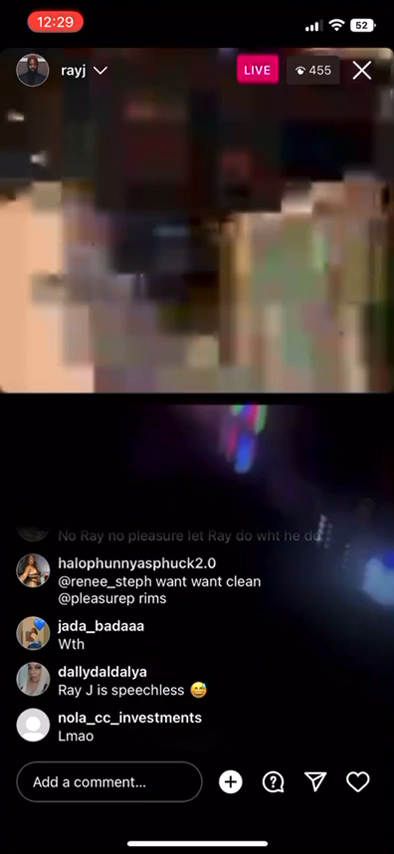 12:29
52
rayj
LIVE
455
No Ray no pleasure let Ray do wht he do
halophunnyasphuck2.0
@renee_steph want want clean
@pleasurep rims
jada_badaaa
Wth
dallydaldalya
Ray J is speechless 😅
nola_cc_investments
Lmao
Add a comment...